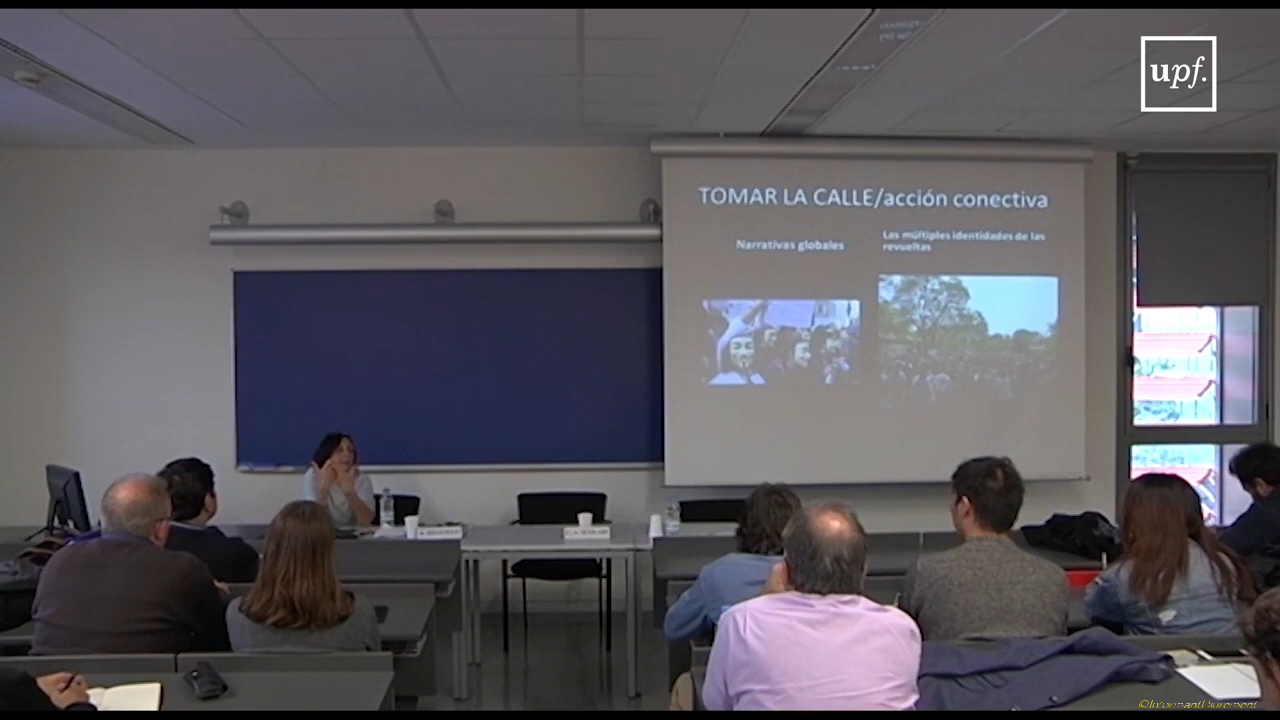 upf.
TOMAR LA CALLE/acción conectiva
Narrativas globales
Las múltiples identidades de las
revueltas